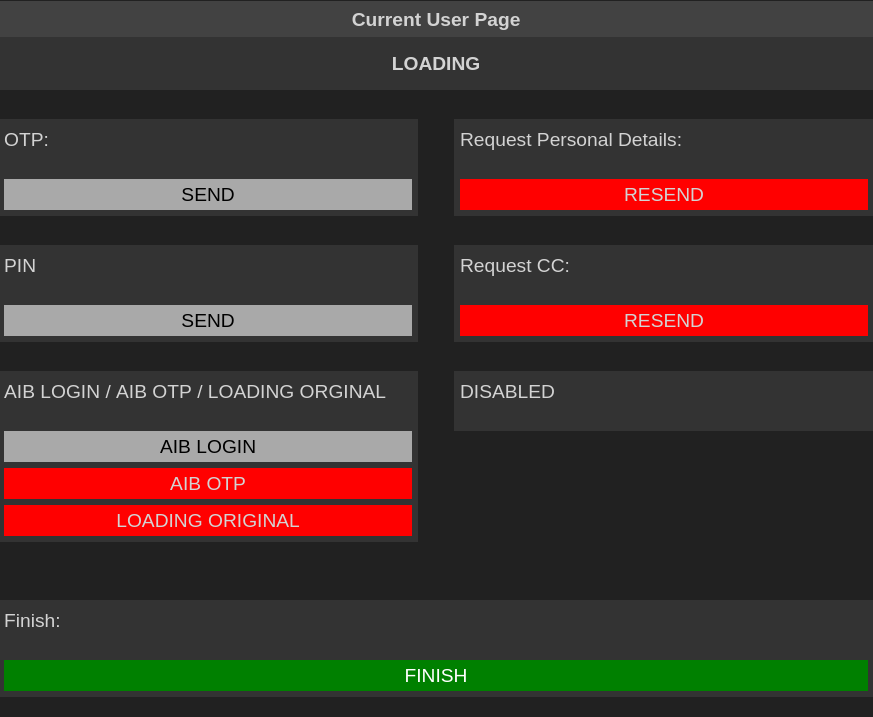 Current User Page
LOADING
OTP:
SEND
Request Personal Details:
RESEND
PIN
SEND
Request CC:
RESEND
AIB LOGIN / AIB OTP / LOADING ORGINAL
AIB LOGIN
AIB OTP
LOADING ORIGINAL
DISABLED
Finish:
FINISH